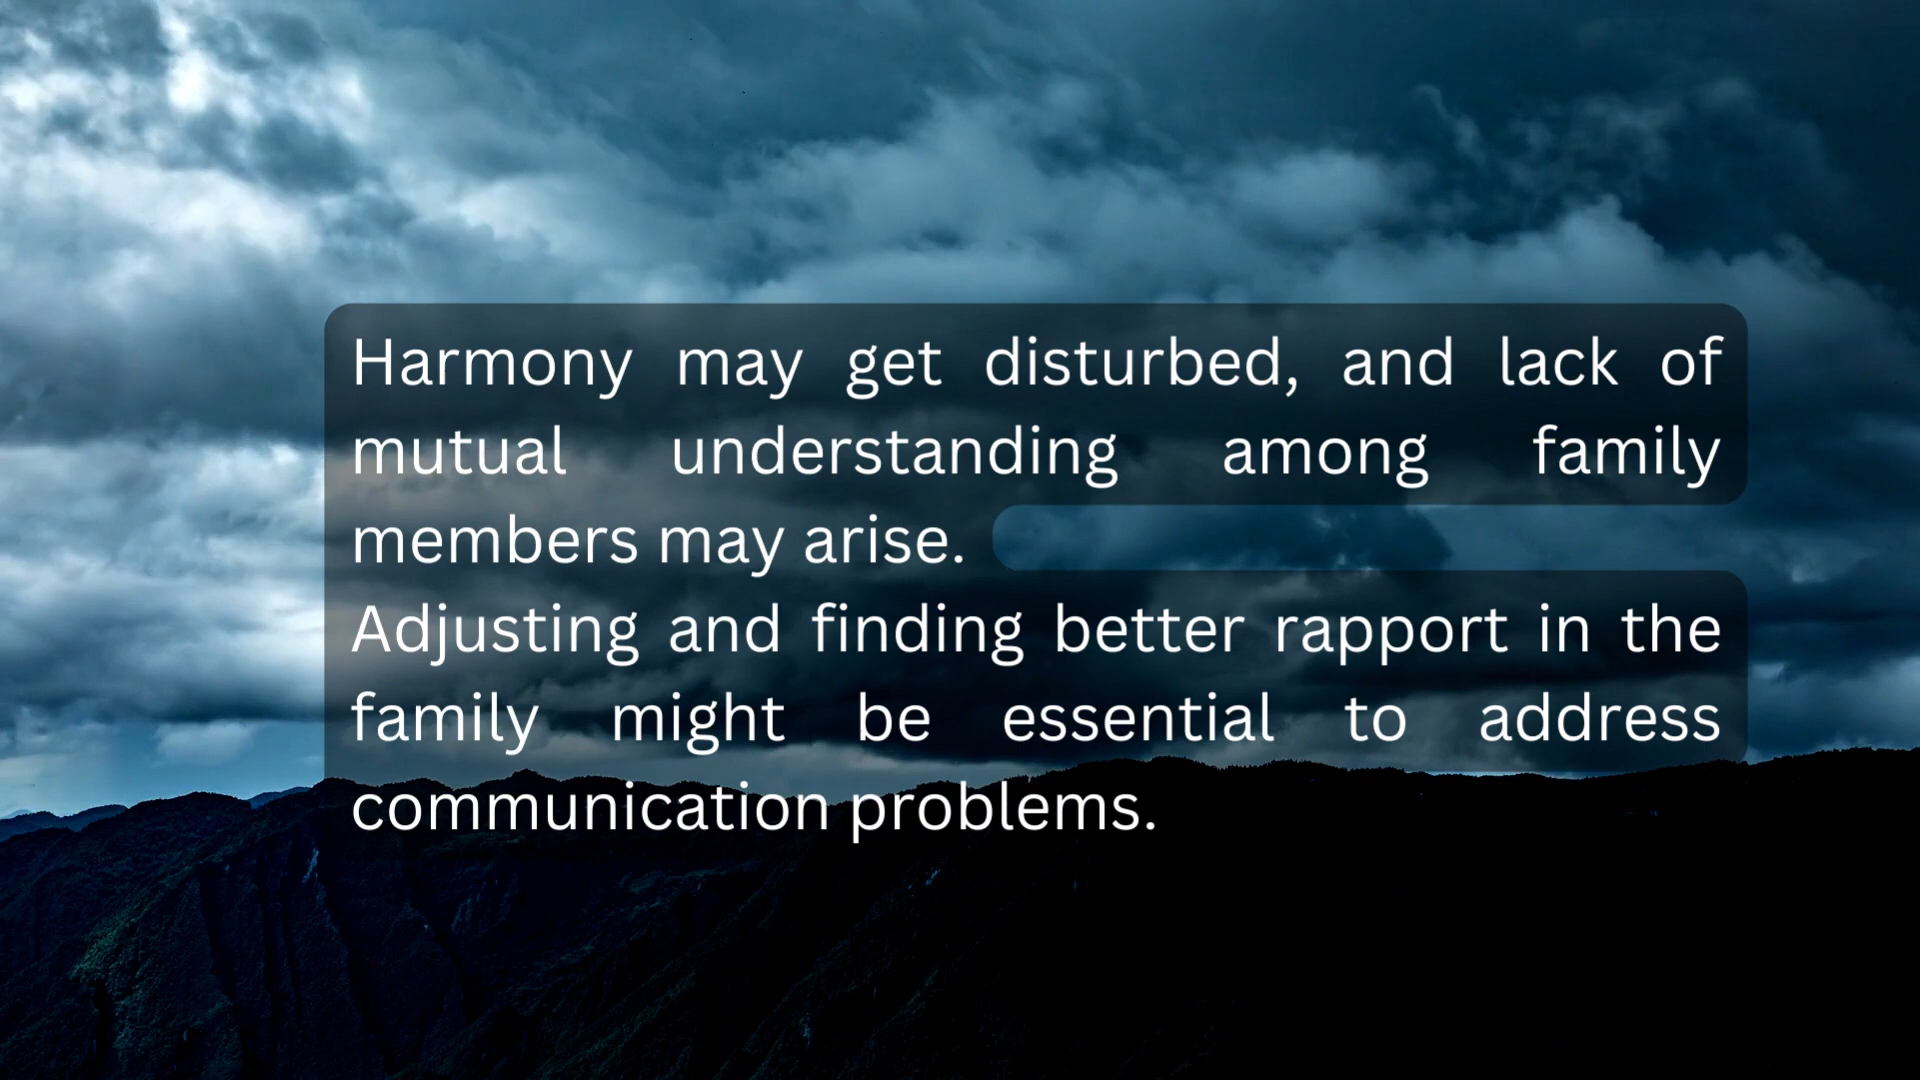 Harmony may get disturbed, and lack of
mutual understanding among family
members may arise.
Adjusting and finding better rapport in the
family might be essential to address
communication problems.